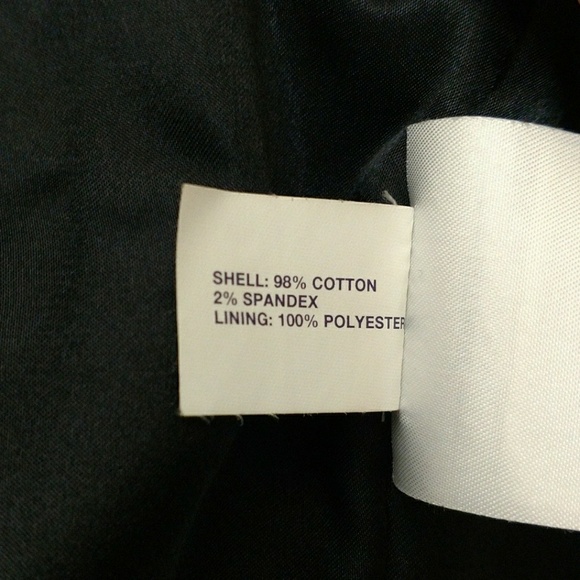 SHELL: 98% COTTON
2% SPANDEX
LINING: 100% POLYESTER